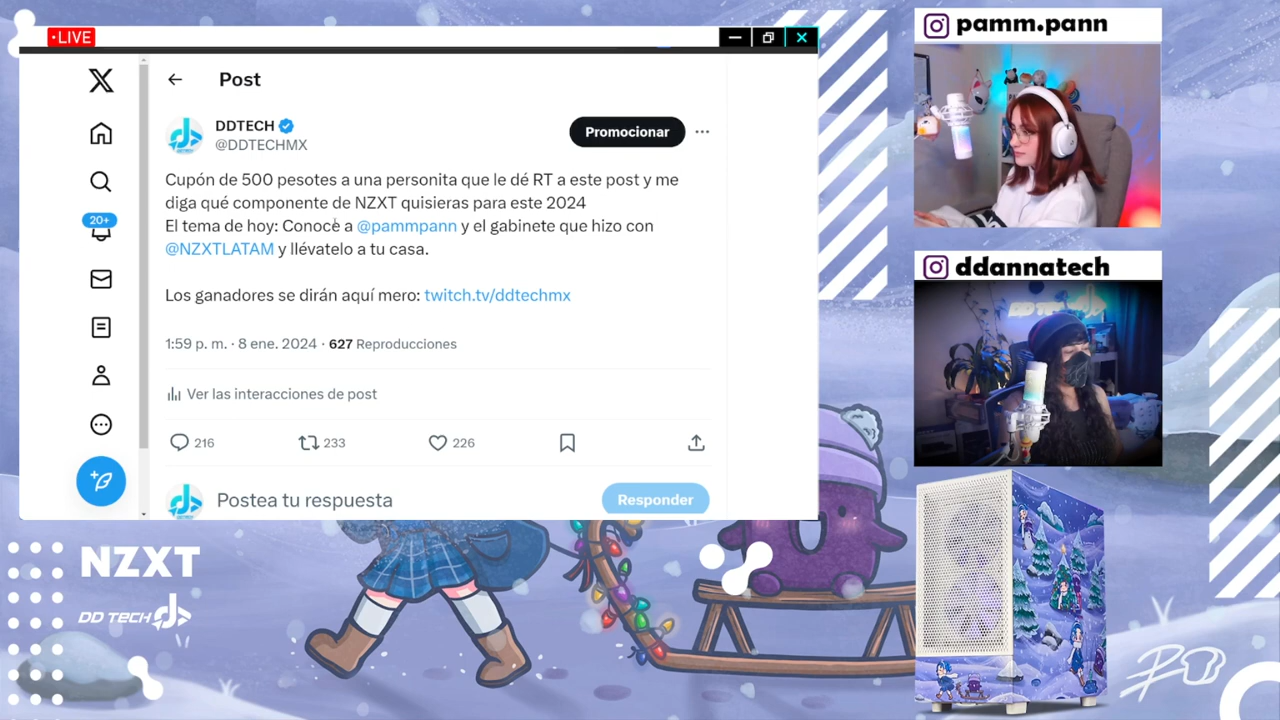 LIVE
Post
DDTECH
@DDTECHMX
Promocionar
Cupón de 500 pesotes a una personita que le dé RT a este post y me
diga qué componente de NZXT quisieras para este 2024
El tema de hoy: Conoce a @pammpann y el gabinete que hizo con
@NZXTLATAM y llévatelo a tu casa.
Los ganadores se dirán aquí mero: twitch.tv/ddtechmx
1:59 p. m. · 8 ene. 2024 · 627 Reproducciones
Ver las interacciones de post
216 233 226
Postea tu respuesta
Responder
20+
pamm.pann
ddannatech
NZXT
DD TECH